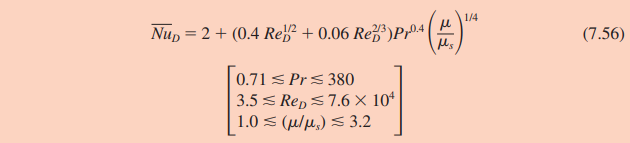 $\overline{Nu}_D = 2 + (0.4\, Re_D^{1/2} + 0.06\, Re_D^{2/3})Pr^{0.4}\left(\frac{\mu}{\mu_s}\right)^{1/4}$ (7.56)
[0.71 ≤ Pr ≤ 380
3.5 ≤ Re_D ≤ 7.6 × 10⁴
1.0 ≤ (μ/μ_s) ≤ 3.2]